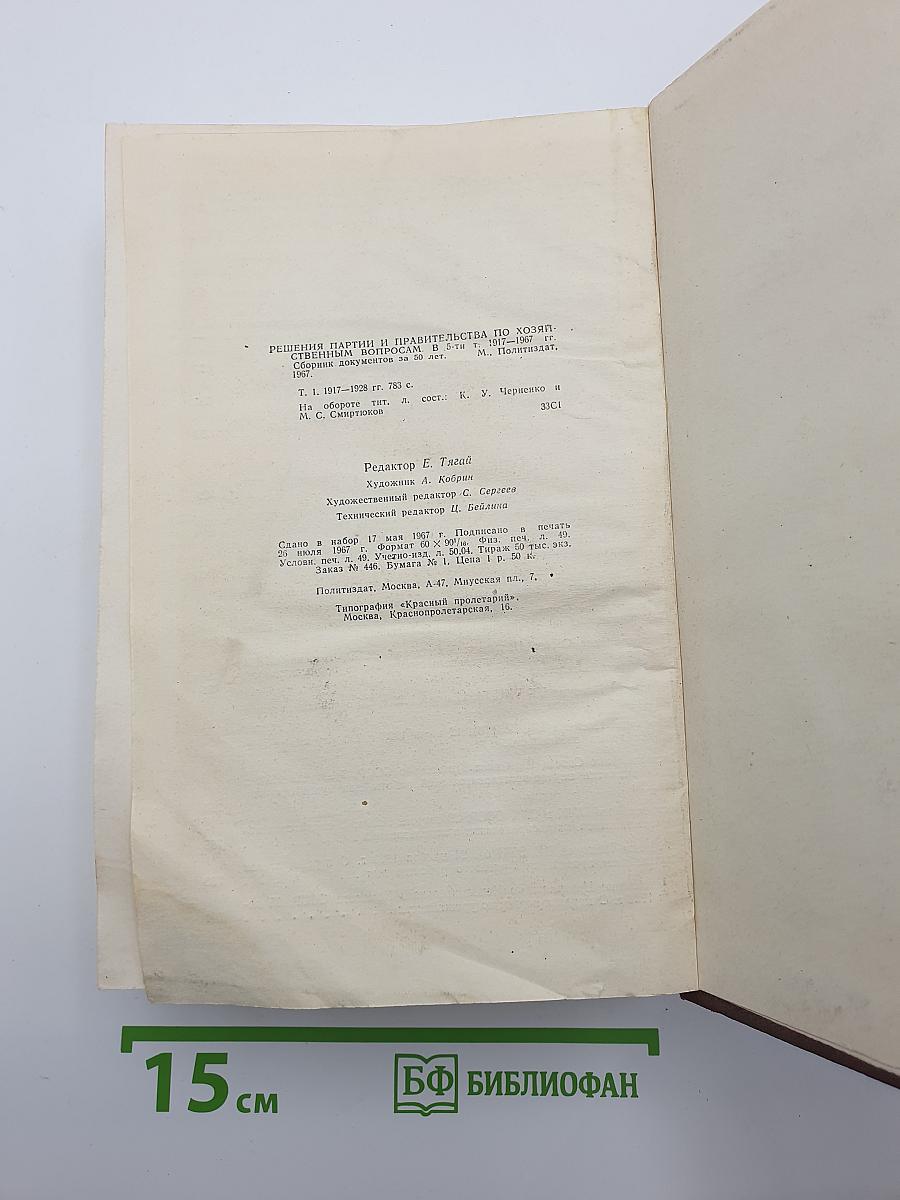 РЕШЕНИЯ ПАРТИИ И ПРАВИТЕЛЬСТВА ПО ХОЗЯЙ-
СТВЕННЫМ ВОПРОСАМ. В 5-ти т. 1917—1967 гг.
Сборник документов за 50 лет. М., Политиздат,
1967.
Т. 1. 1917—1928 гг. 783 с.
На обороте тит. л. сост.: К. У. Черненко и
М. С. Смиртюков 33С1
Редактор Е. Тягай
Художник А. Кобрин
Художественный редактор С. Сергеев
Технический редактор Ц. Бейлина
Сдано в набор 17 мая 1967 г. Подписано в печать
26 июля 1967 г. Формат 60 × 90¹/₁₆. Физ. печ. л. 49.
Условн. печ. л. 49. Учетно-изд. л. 50,04. Тираж 50 тыс. экз.
Заказ № 446. Бумага № 1. Цена 1 р. 50 к.
Политиздат, Москва, А-47, Миусская пл., 7.
Типография «Красный пролетарий».
Москва, Краснопролетарская, 16.
15 см
БФ БИБЛИОФАН